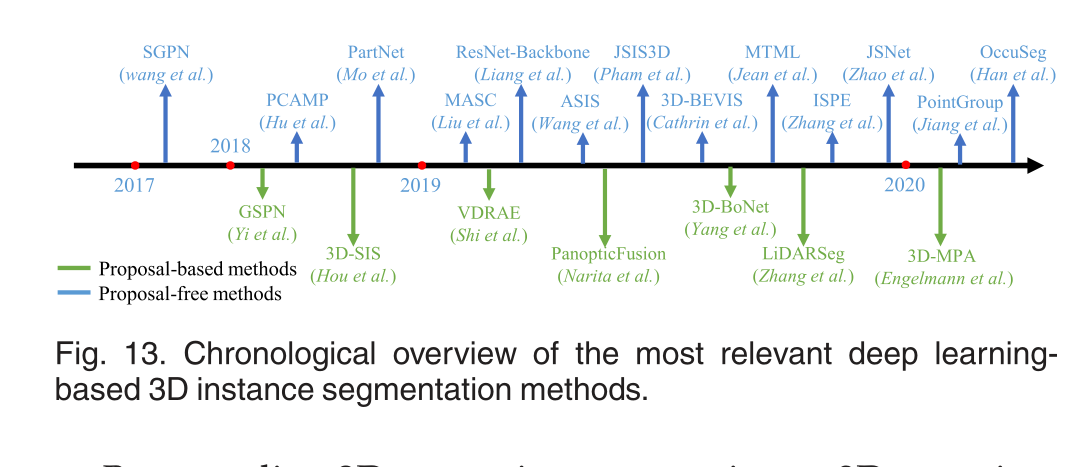 SGPN
(wang et al.)
PartNet
(Mo et al.)
ResNet-Backbone
(Liang et al.)
JSIS3D
(Pham et al.)
MTML
(Jean et al.)
JSNet
(Zhao et al.)
OccuSeg
(Han et al.)
PCAMP
(Hu et al.)
MASC
(Liu et al.)
ASIS
(Wang et al.)
3D-BEVIS
(Cathrin et al.)
ISPE
(Zhang et al.)
PointGroup
(Jiang et al.)
2017
2018
2019
2020
GSPN
(Yi et al.)
3D-SIS
(Hou et al.)
VDRAE
(Shi et al.)
PanopticFusion
(Narita et al.)
3D-BoNet
(Yang et al.)
LiDARSeg
(Zhang et al.)
3D-MPA
(Engelmann et al.)
Proposal-based methods
Proposal-free methods
Fig. 13. Chronological overview of the most relevant deep learning-
based 3D instance segmentation methods.